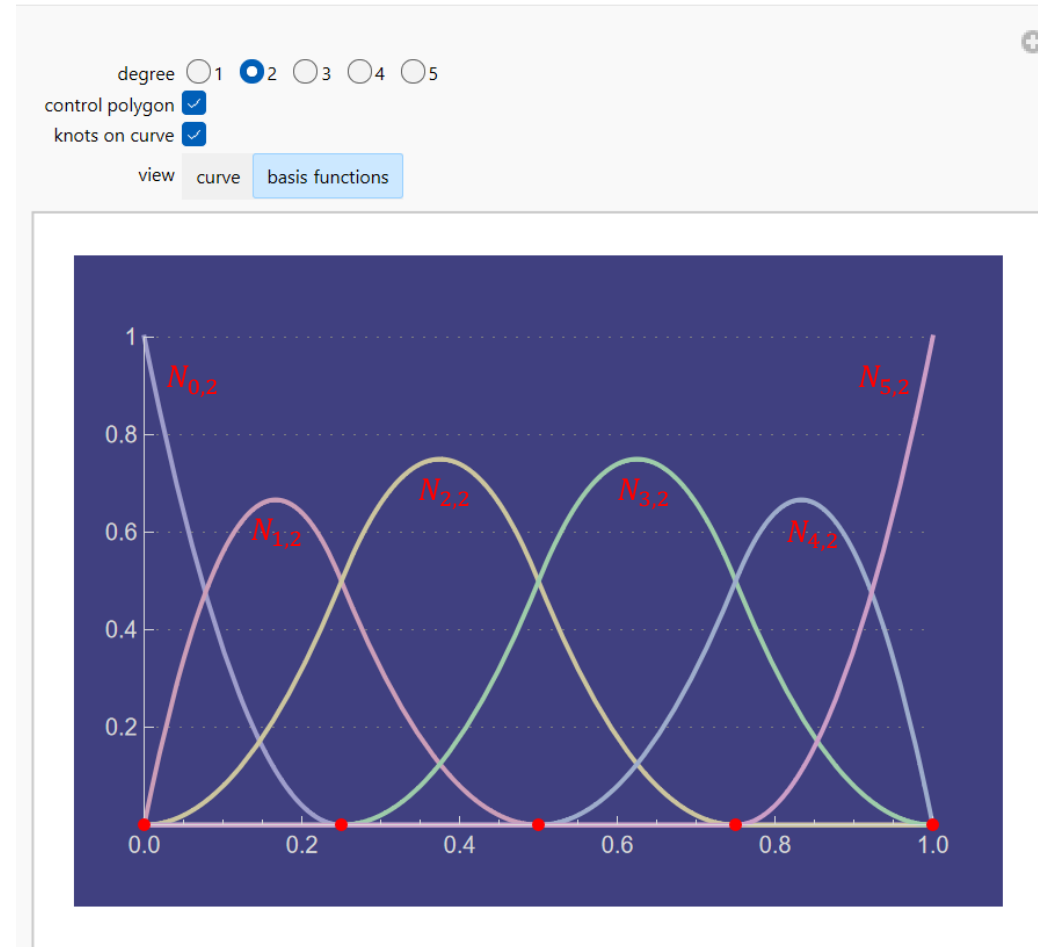 degree 1 2 3 4 5
control polygon
knots on curve
view curve basis functions
1
N0,2 N5,2
0.8
N2,2 N3,2
0.6 N1,2 N4,2
0.4
0.2
0.0 0.2 0.4 0.6 0.8 1.0